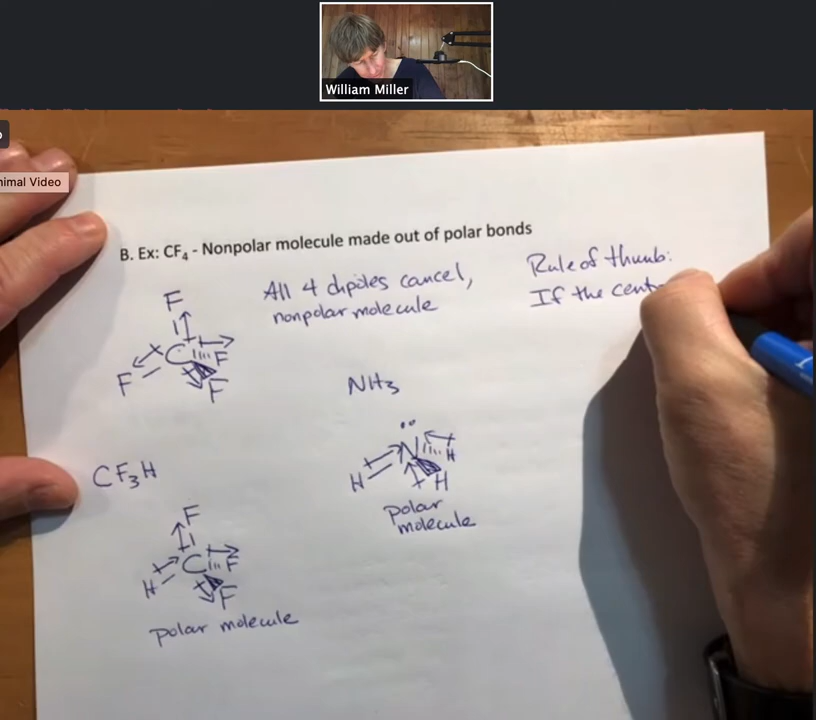 William Miller
nimal Video
B. Ex: CF₄ - Nonpolar molecule made out of polar bonds
All 4 dipoles cancel,
nonpolar molecule
Rule of thumb:
If the cent
F
C
F
F
F
NH₃
N
H
H
H
polar
molecule
CF₃H
F
C
F
H
F
polar molecule